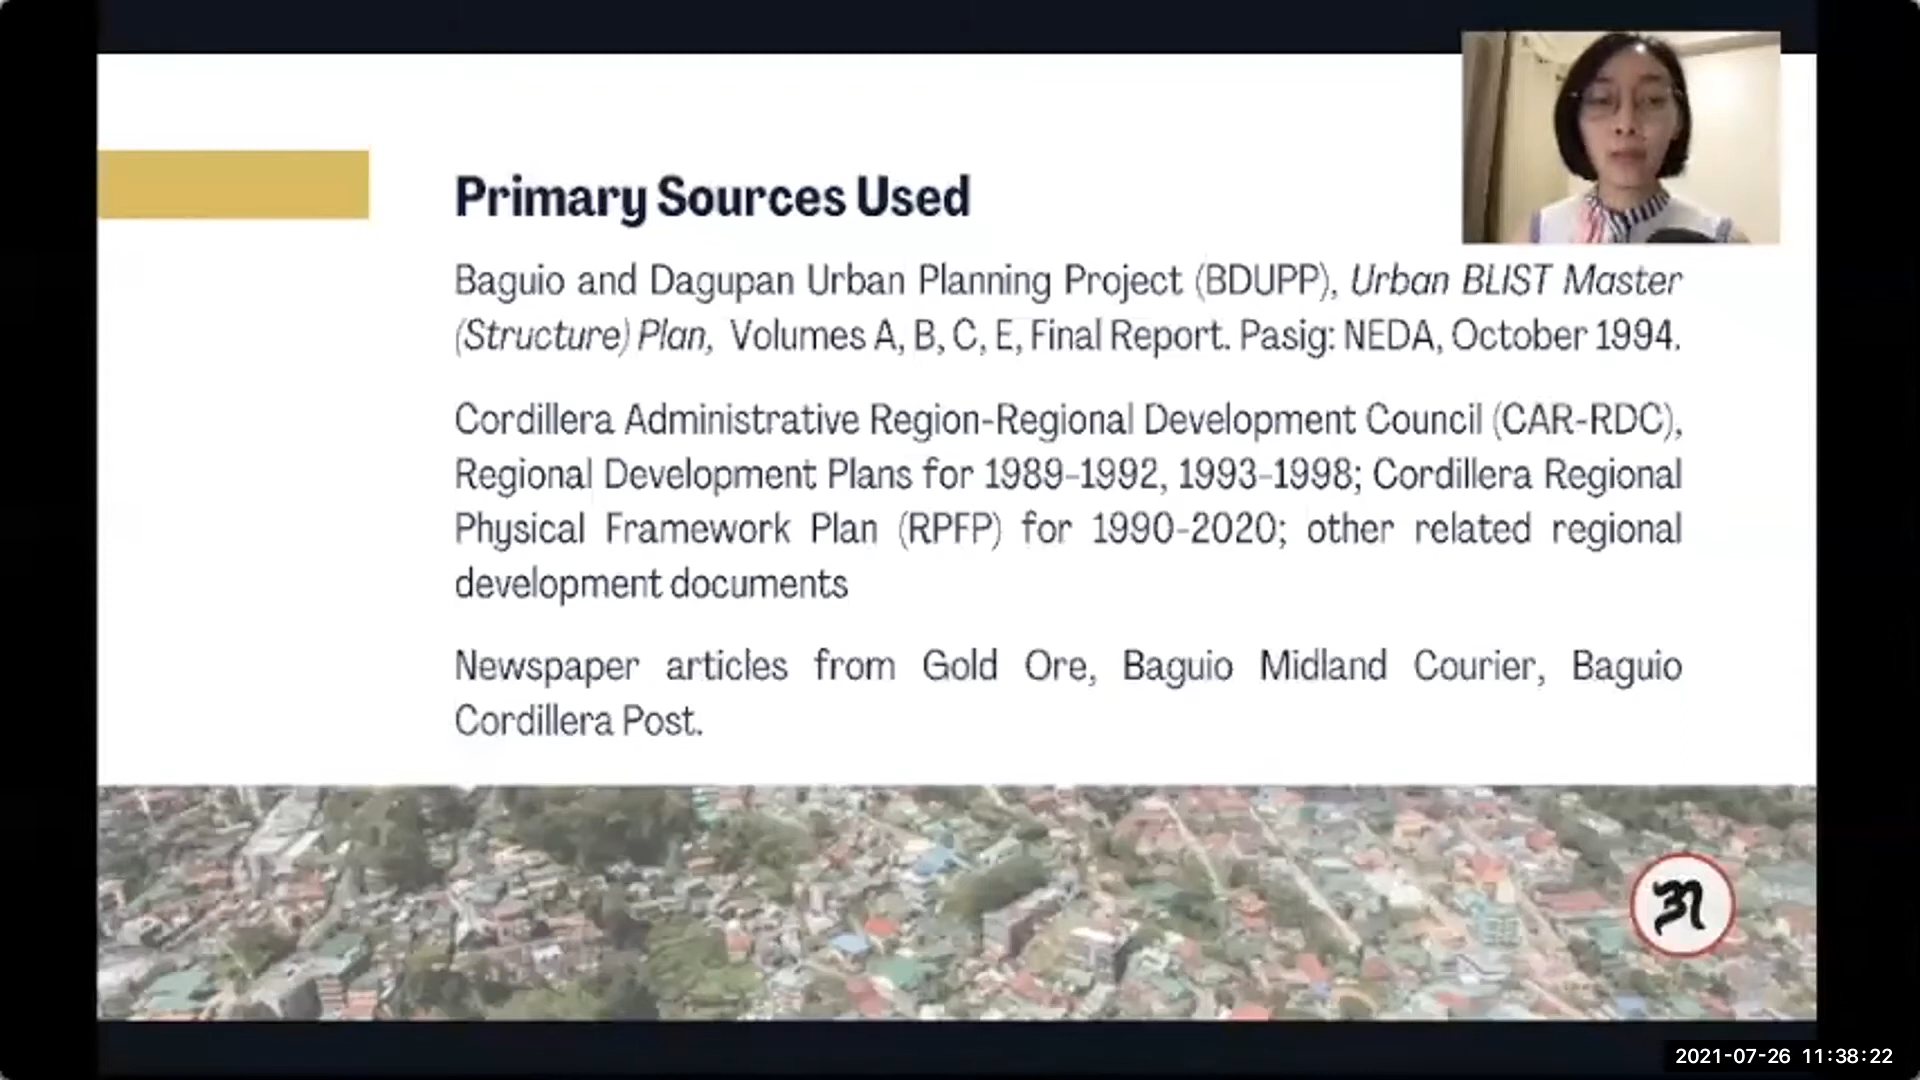 Primary Sources Used
Baguio and Dagupan Urban Planning Project (BDUPP), Urban BLIST Master
(Structure) Plan, Volumes A, B, C, E, Final Report. Pasig: NEDA, October 1994.
Cordillera Administrative Region-Regional Development Council (CAR-RDC),
Regional Development Plans for 1989-1992, 1993-1998; Cordillera Regional
Physical Framework Plan (RPFP) for 1990-2020; other related regional
development documents
Newspaper articles from Gold Ore, Baguio Midland Courier, Baguio
Cordillera Post.
2021-07-26 11:38:22